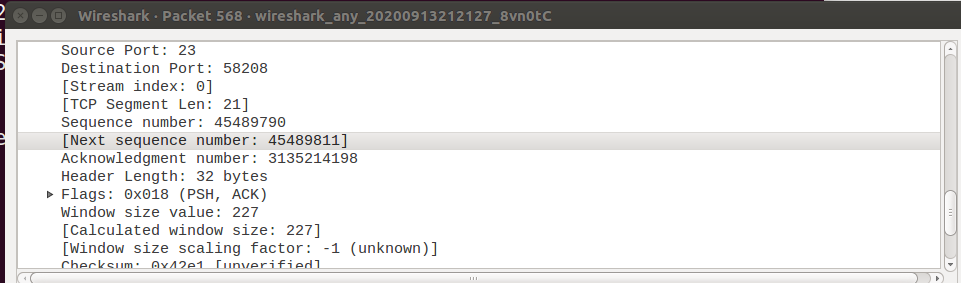 Wireshark · Packet 568 · wireshark_any_20200913212127_8vn0tC
Source Port: 23
Destination Port: 58208
[Stream index: 0]
[TCP Segment Len: 21]
Sequence number: 45489790
[Next sequence number: 45489811]
Acknowledgment number: 3135214198
Header Length: 32 bytes
Flags: 0x018 (PSH, ACK)
Window size value: 227
[Calculated window size: 227]
[Window size scaling factor: -1 (unknown)]
Checksum: 0x42e1 [unverified]